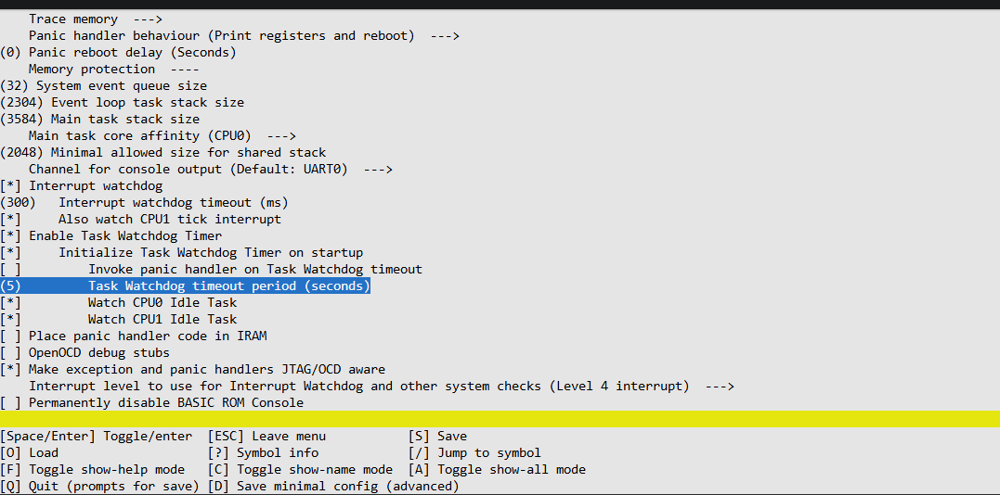 Trace memory  --->
Panic handler behaviour (Print registers and reboot)  --->
(0) Panic reboot delay (Seconds)
Memory protection  ----
(32) System event queue size
(2304) Event loop task stack size
(3584) Main task stack size
Main task core affinity (CPU0)  --->
(2048) Minimal allowed size for shared stack
Channel for console output (Default: UART0)  --->
[*] Interrupt watchdog
(300)   Interrupt watchdog timeout (ms)
[*]     Also watch CPU1 tick interrupt
[*] Enable Task Watchdog Timer
[*]     Initialize Task Watchdog Timer on startup
[ ]         Invoke panic handler on Task Watchdog timeout
(5)         Task Watchdog timeout period (seconds)
[*]         Watch CPU0 Idle Task
[*]         Watch CPU1 Idle Task
[ ] Place panic handler code in IRAM
[ ] OpenOCD debug stubs
[*] Make exception and panic handlers JTAG/OCD aware
Interrupt level to use for Interrupt Watchdog and other system checks (Level 4 interrupt)  --->
[ ] Permanently disable BASIC ROM Console
[Space/Enter] Toggle/enter  [ESC] Leave menu           [S] Save
[O] Load                    [?] Symbol info            [/] Jump to symbol
[F] Toggle show-help mode   [C] Toggle show-name mode  [A] Toggle show-all mode
[Q] Quit (prompts for save) [D] Save minimal config (advanced)